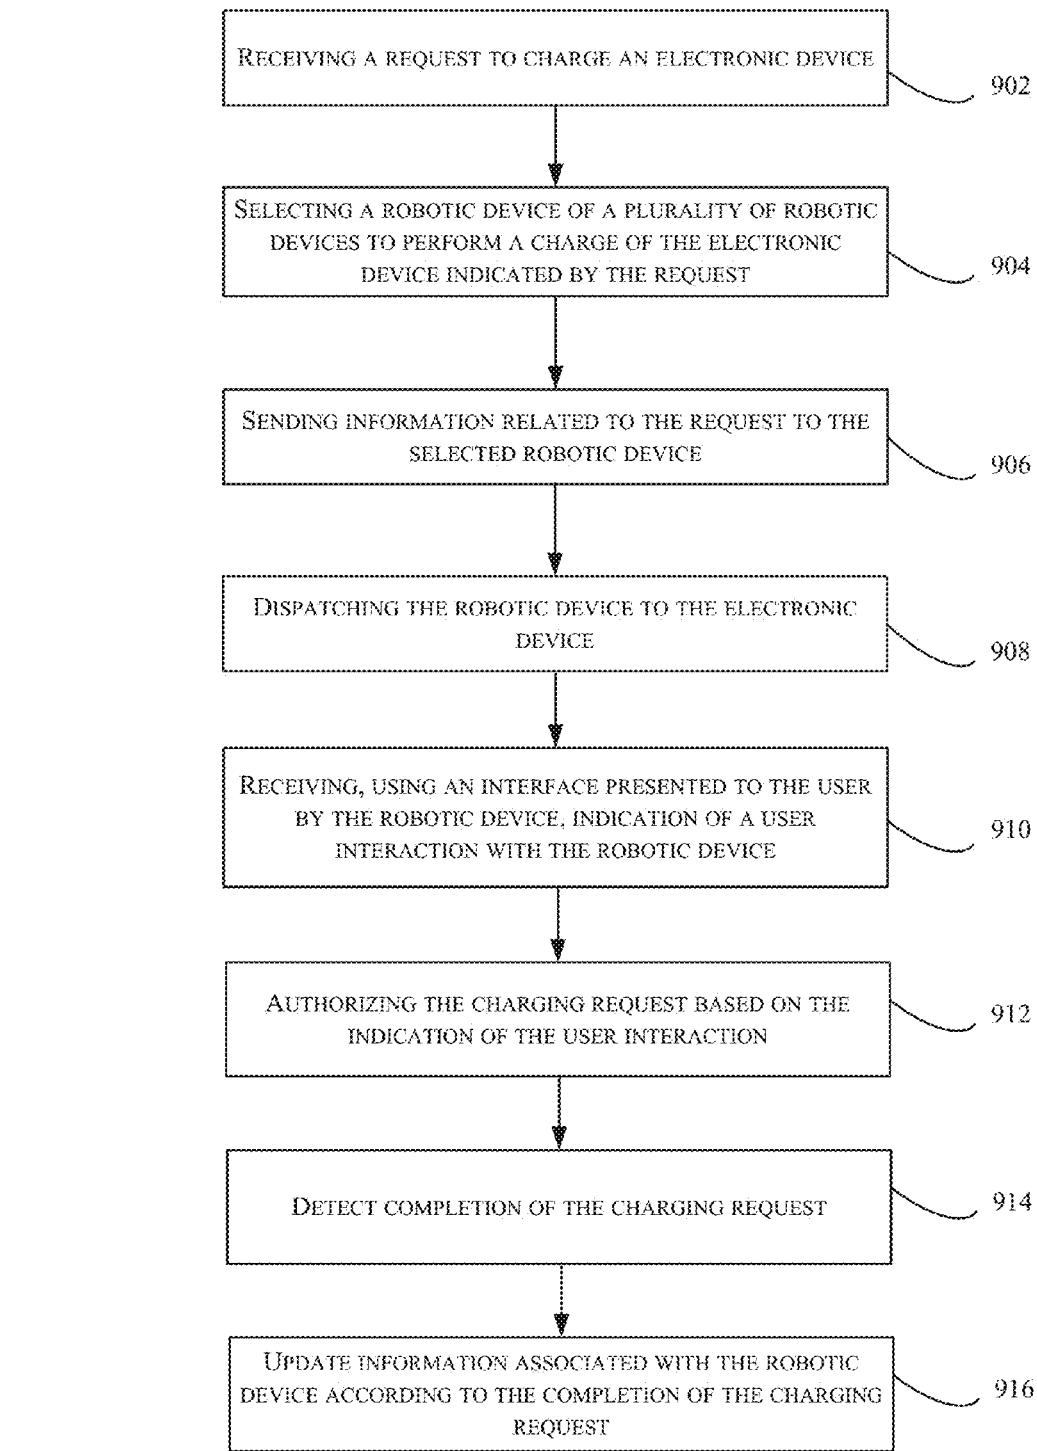 RECEIVING A REQUEST TO CHARGE AN ELECTRONIC DEVICE
902
SELECTING A ROBOTIC DEVICE OF A PLURALITY OF ROBOTIC
DEVICES TO PERFORM A CHARGE OF THE ELECTRONIC
DEVICE INDICATED BY THE REQUEST
904
SENDING INFORMATION RELATED TO THE REQUEST TO THE
SELECTED ROBOTIC DEVICE
906
DISPATCHING THE ROBOTIC DEVICE TO THE ELECTRONIC
DEVICE
908
RECEIVING, USING AN INTERFACE PRESENTED TO THE USER
BY THE ROBOTIC DEVICE, INDICATION OF A USER
INTERACTION WITH THE ROBOTIC DEVICE
910
AUTHORIZING THE CHARGING REQUEST BASED ON THE
INDICATION OF THE USER INTERACTION
912
DETECT COMPLETION OF THE CHARGING REQUEST
914
UPDATE INFORMATION ASSOCIATED WITH THE ROBOTIC
DEVICE ACCORDING TO THE COMPLETION OF THE CHARGING
REQUEST
916